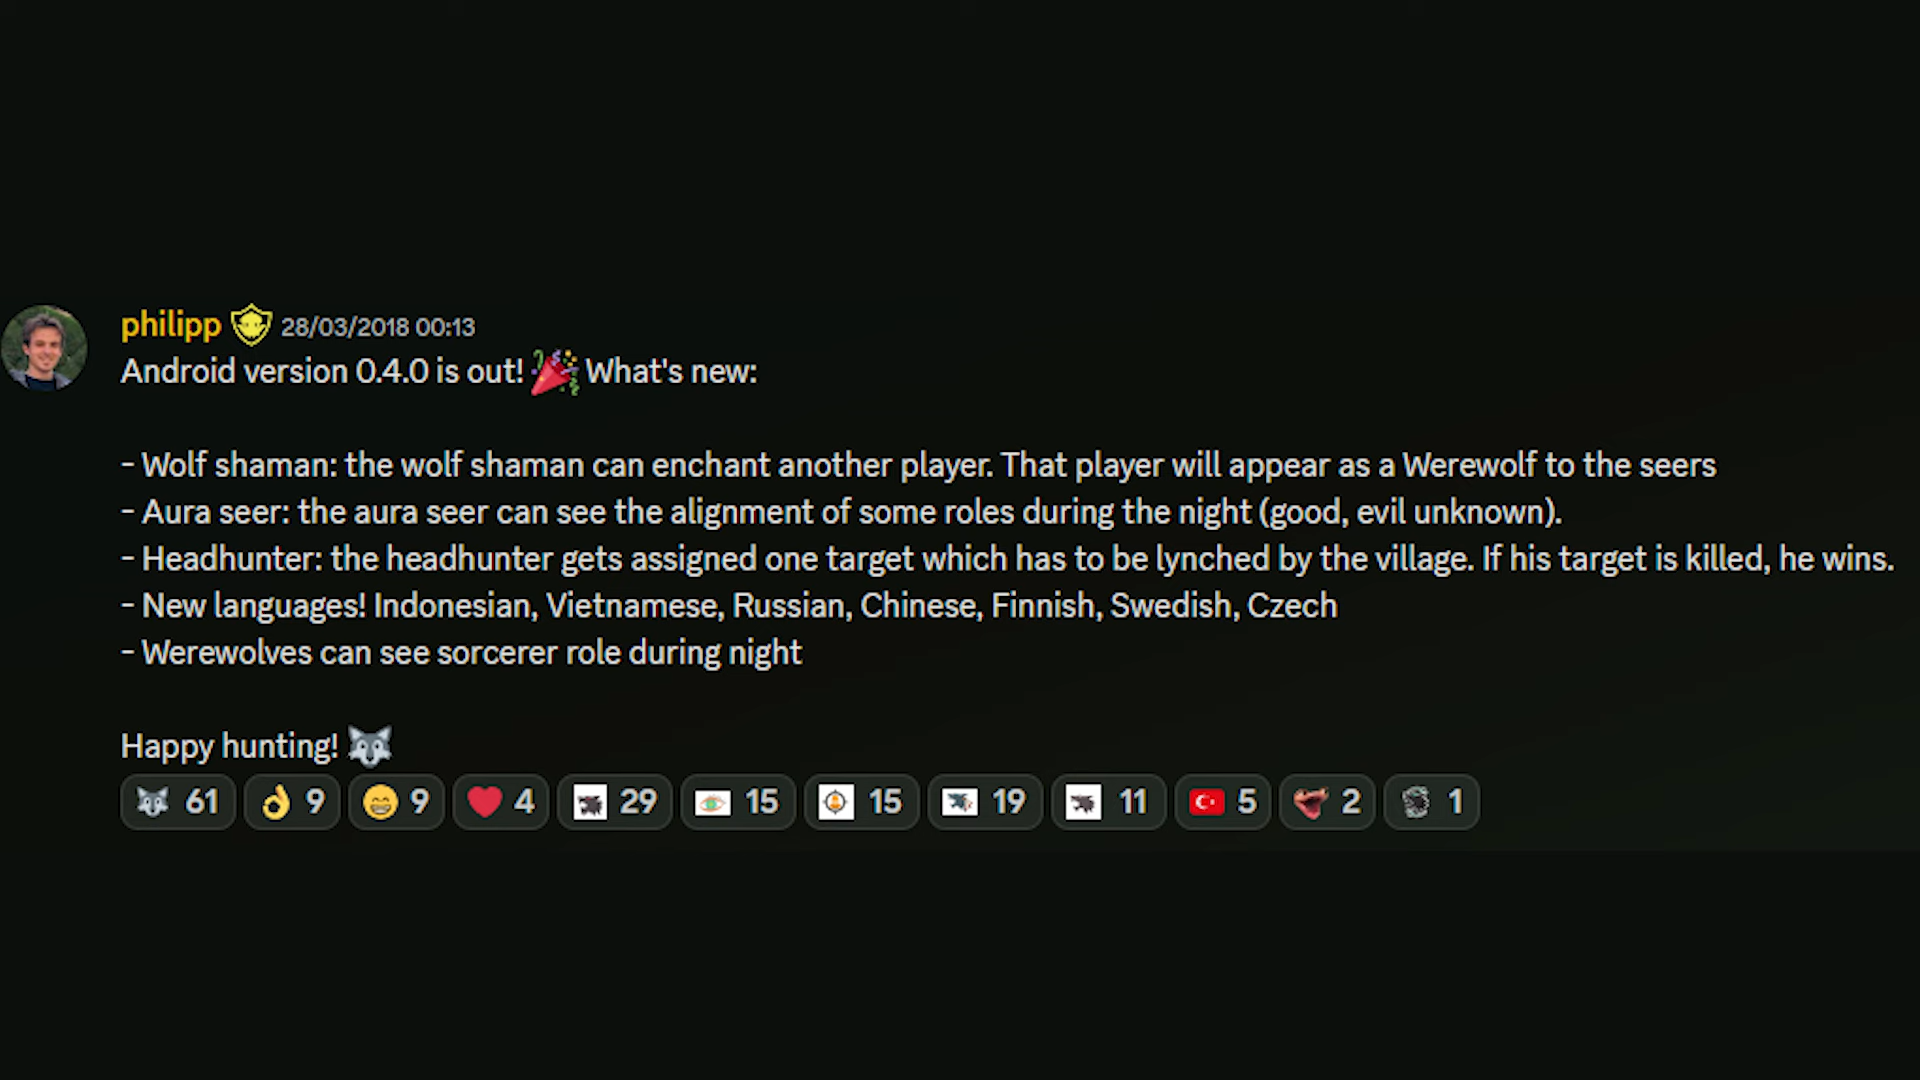 philipp 28/03/2018 00:13
Android version 0.4.0 is out! 🎉 What's new:
- Wolf shaman: the wolf shaman can enchant another player. That player will appear as a Werewolf to the seers
- Aura seer: the aura seer can see the alignment of some roles during the night (good, evil unknown).
- Headhunter: the headhunter gets assigned one target which has to be lynched by the village. If his target is killed, he wins.
- New languages! Indonesian, Vietnamese, Russian, Chinese, Finnish, Swedish, Czech
- Werewolves can see sorcerer role during night
Happy hunting! 🐺
61 9 9 4 29 15 15 19 11 5 2 1